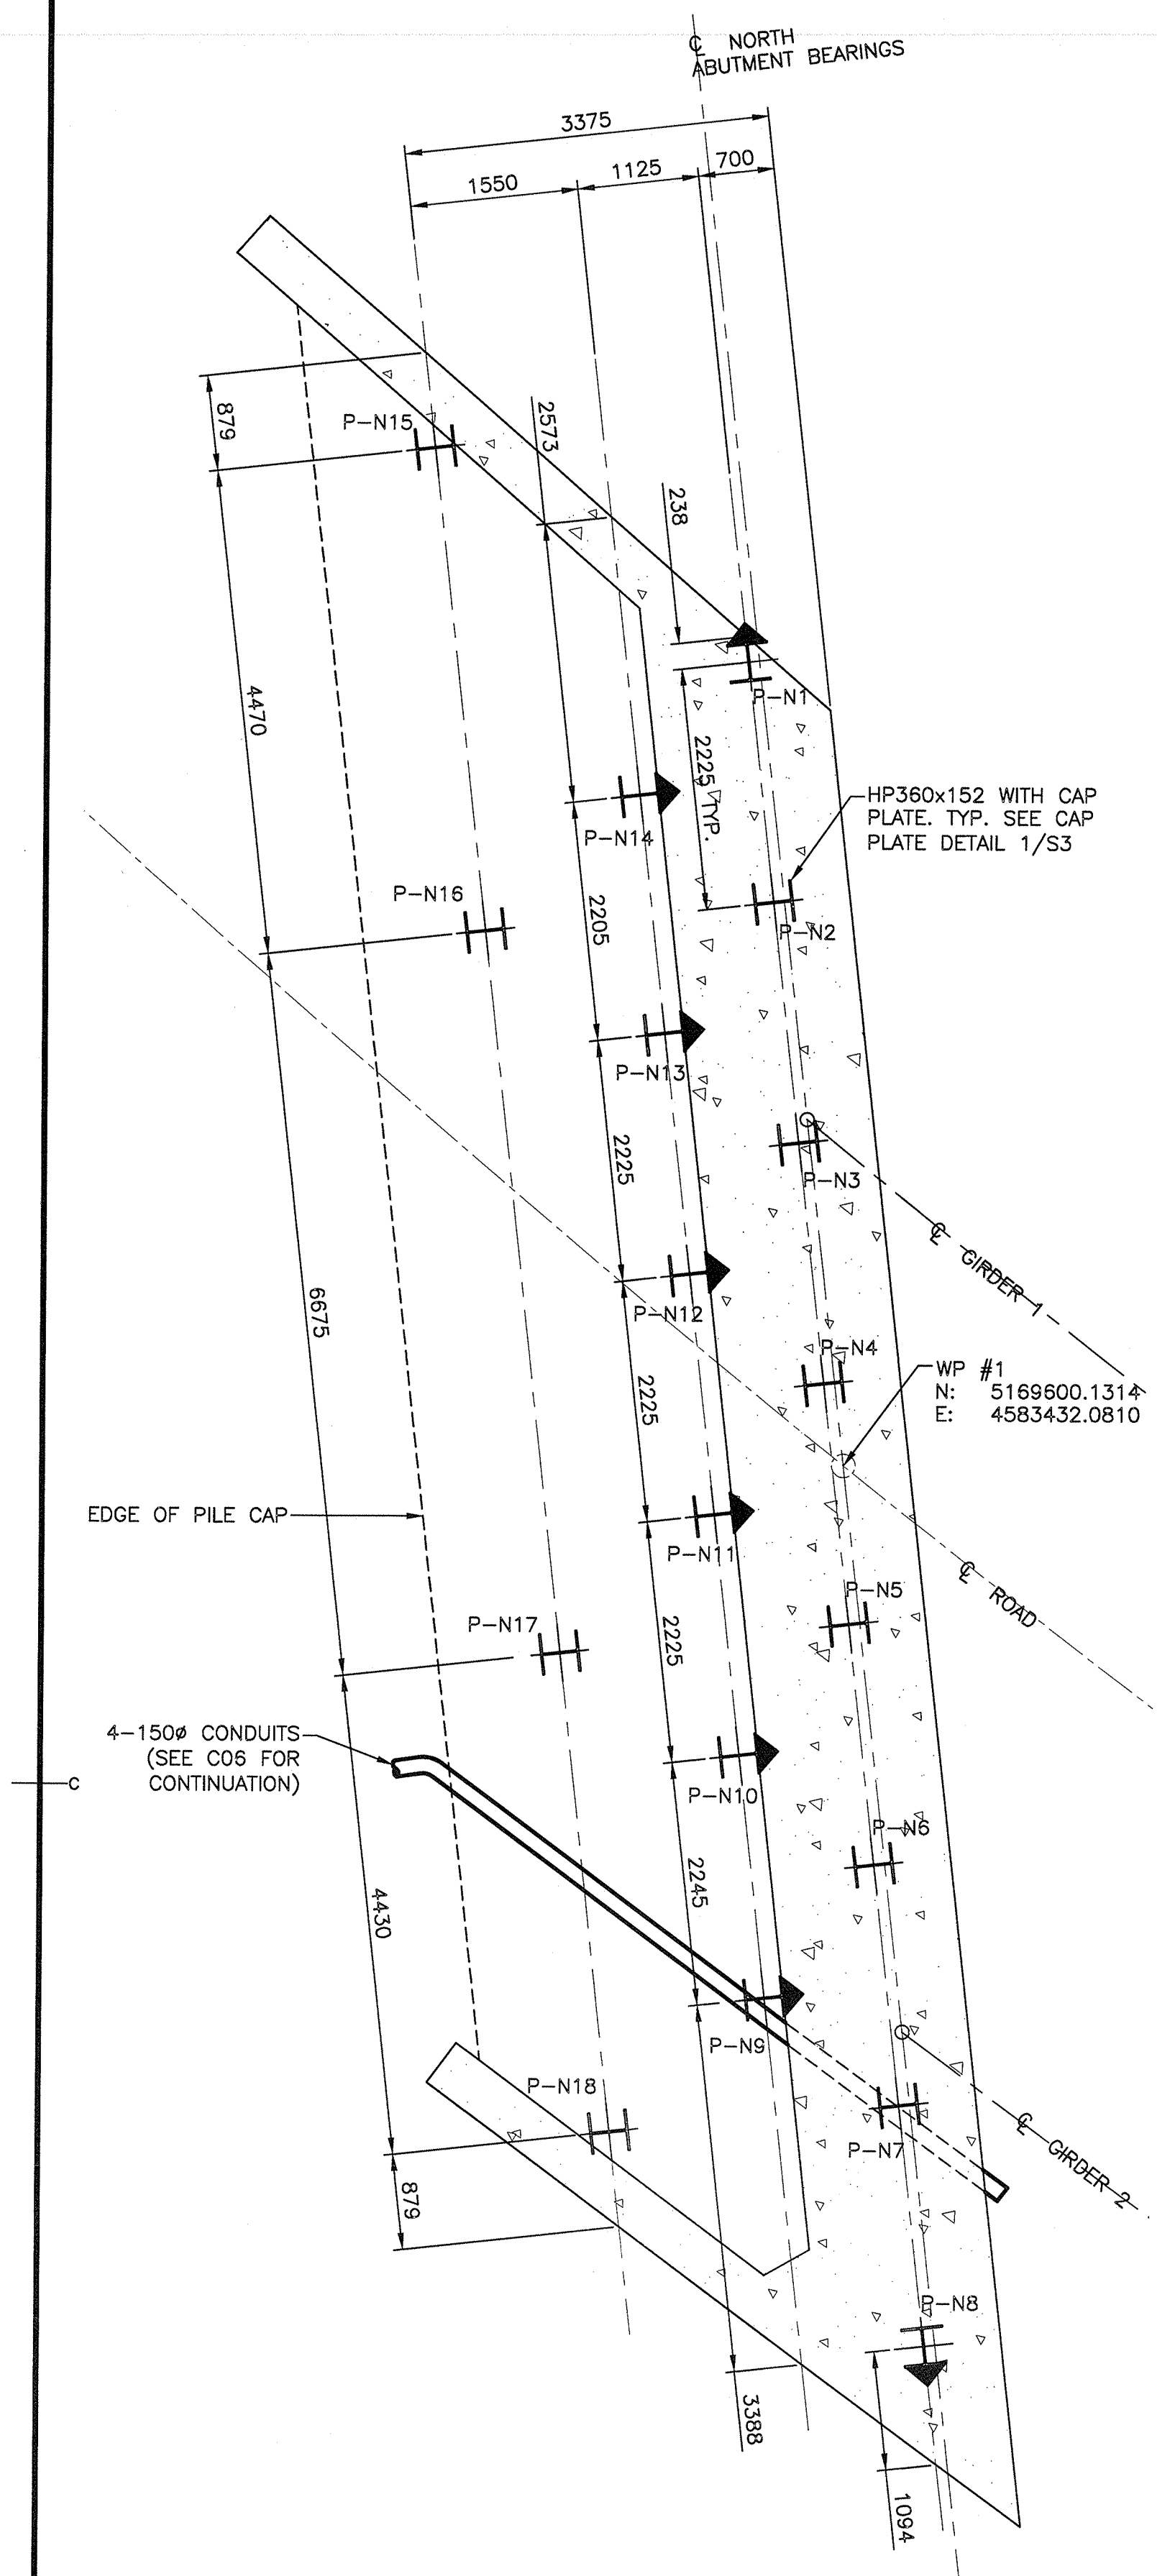 ℄ NORTH
ABUTMENT BEARINGS
3375
1550
1125
700
879
P-N15
2573
238
P-N1
4470
2225 TYP.
HP360x152 WITH CAP
PLATE. TYP. SEE CAP
PLATE DETAIL 1/S3
P-N14
P-N16
2205
P-N2
P-N13
2225
P-N3
℄ GIRDER 1
6675
P-N12
P-N4
WP #1
N: 5169600.1314
E: 4583432.0810
2225
EDGE OF PILE CAP
P-N11
℄ ROAD
P-N5
P-N17
2225
4-150ø CONDUITS
(SEE C06 FOR
CONTINUATION)
C
P-N10
P-N6
4430
2245
P-N9
P-N18
P-N7
℄ GIRDER 2
879
P-N8
3388
1094